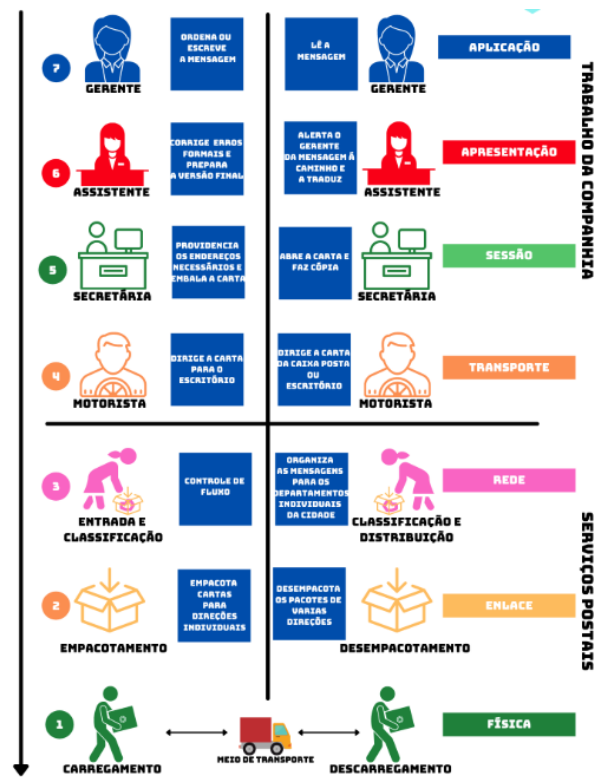 7
GERENTE
ORDENA OU
ESCREVE
A MENSAGEM
LÊ A
MENSAGEM
GERENTE
APLICAÇÃO
6
ASSISTENTE
CORRIGE ERROS
FORMAIS E
PREPARA
A VERSÃO FINAL
ALERTA O
GERENTE
DA MENSAGEM Á
CAMINHO E
A TRADUZ
ASSISTENTE
APRESENTAÇÃO
5
SECRETÁRIA
PROVIDENCIA
OS ENDEREÇOS
NECESSÁRIOS E
EMBALA A CARTA
ABRE A CARTA E
FAZ CÓPIA
SECRETÁRIA
SESSÃO
4
MOTORISTA
DIRIGE A CARTA
PARA O
ESCRITÓRIO
DIRIGE A CARTA
DA CAIXA POSTA
OU
ESCRITÓRIO
MOTORISTA
TRANSPORTE
TRABALHO DA COMPANHIA
3
ENTRADA E
CLASSIFICAÇÃO
CONTROLE DE
FLUXO
ORGANIZA
AS MENSAGENS
PARA OS
DEPARTAMENTOS
INDIVIDUAIS
DA CIDADE
CLASSIFICAÇÃO E
DISTRIBUIÇÃO
REDE
2
EMPACOTAMENTO
EMPACOTA
CARTAS
PARA
DIREÇÕES
INDIVIDUAIS
DESEMPACOTA
OS PACOTES DE
VARIAS
DIREÇÕES
DESEMPACOTAMENTO
ENLACE
1
CARREGAMENTO
MEIO DE TRANSPORTE
DESCARREGAMENTO
FÍSICA
SERVIÇOS POSTAIS